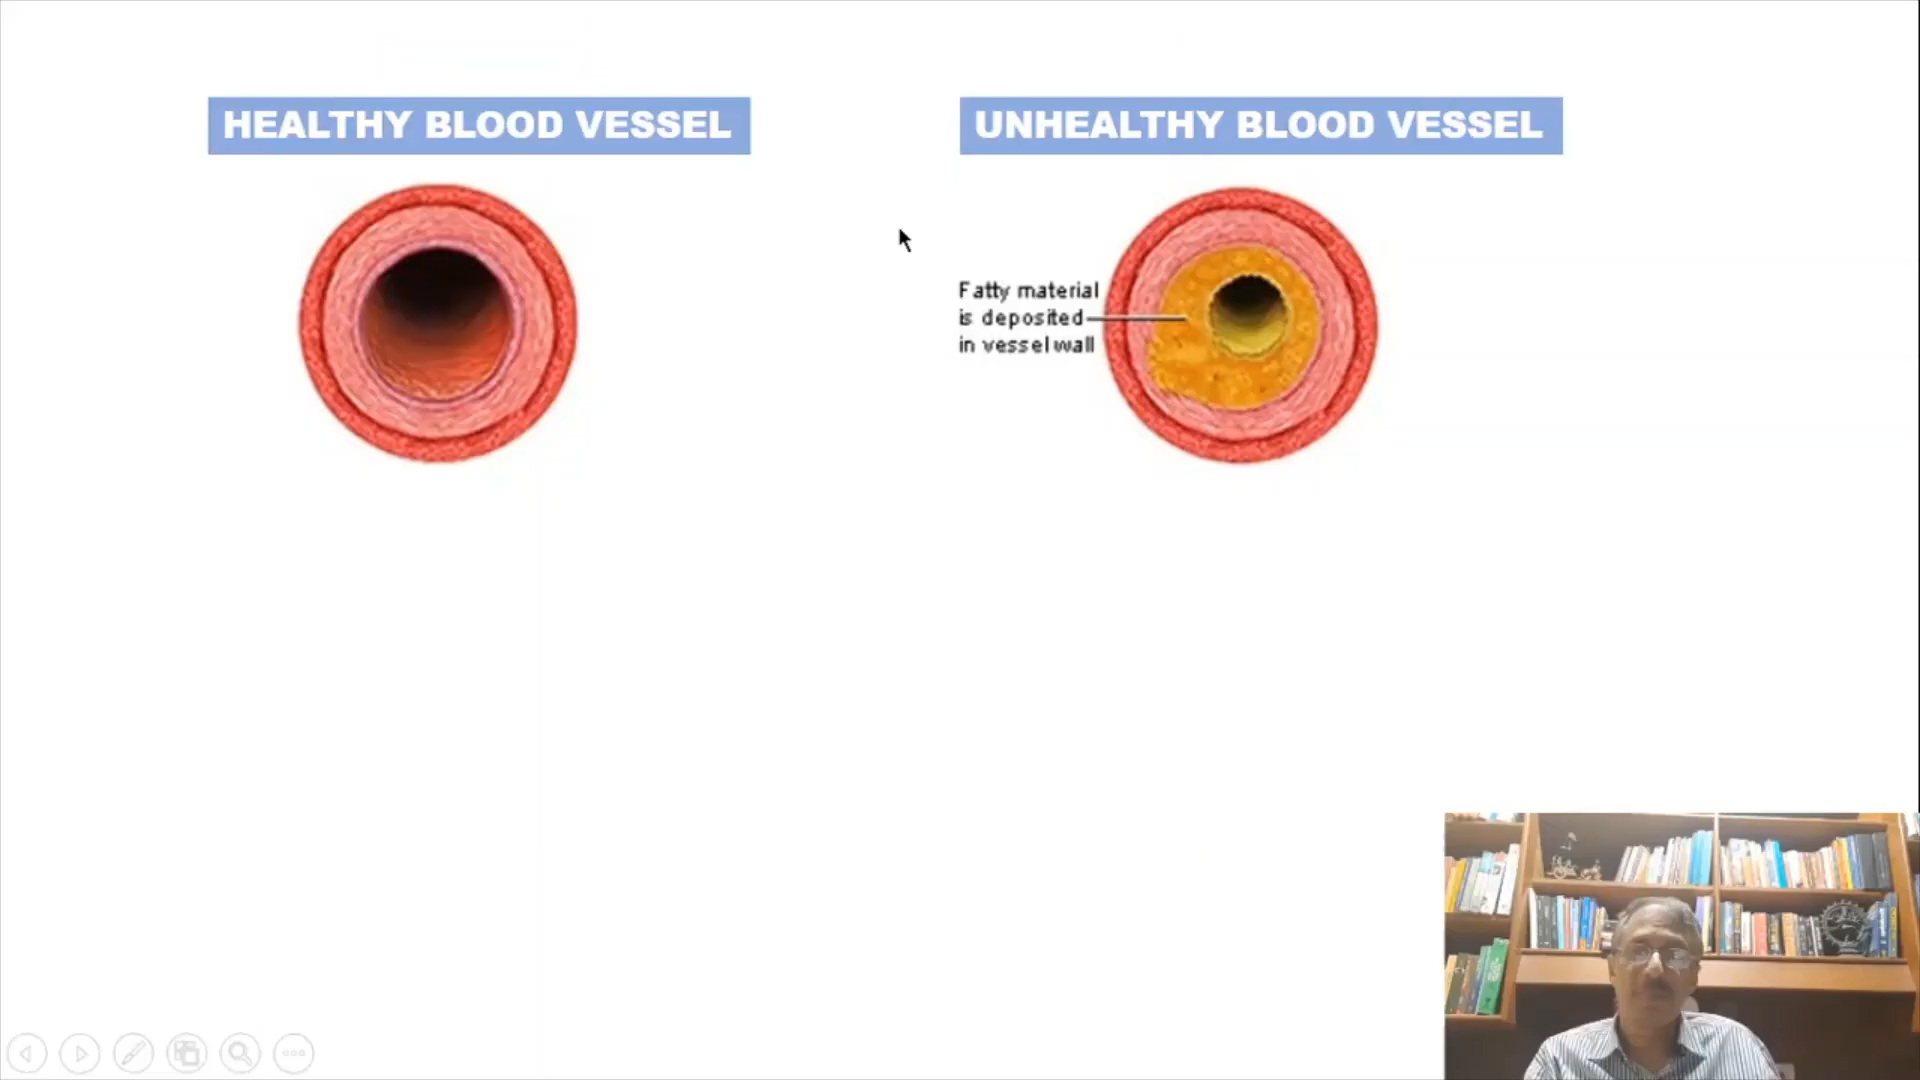 HEALTHY BLOOD VESSEL
UNHEALTHY BLOOD VESSEL
Fatty material
is deposited
in vessel wall